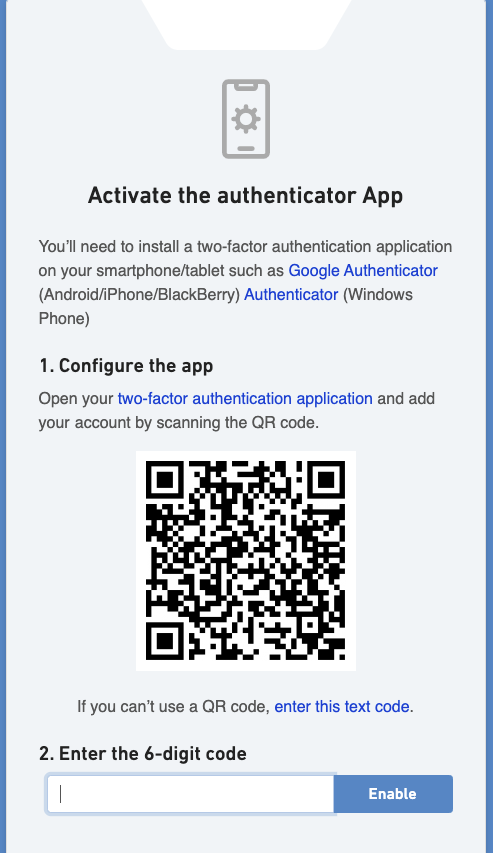 Activate the authenticator App
You’ll need to install a two-factor authentication application
on your smartphone/tablet such as Google Authenticator
(Android/iPhone/BlackBerry) Authenticator (Windows
Phone)
1. Configure the app
Open your two-factor authentication application and add
your account by scanning the QR code.
If you can’t use a QR code, enter this text code.
2. Enter the 6-digit code
Enable